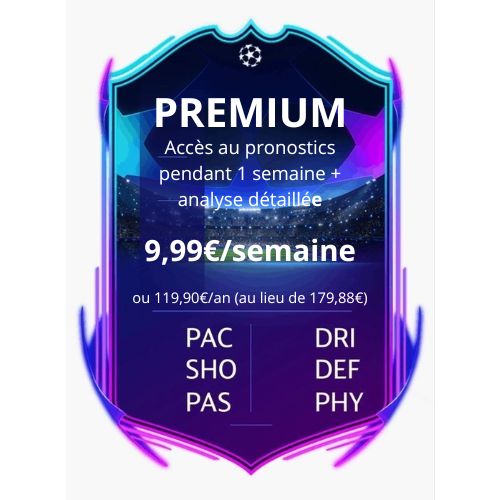 PREMIUM
Accès au pronostics
pendant 1 semaine +
analyse détaillée
9,99€/semaine
ou 119,90€/an (au lieu de 179,88€)
PAC DRI
SHO DEF
PAS PHY